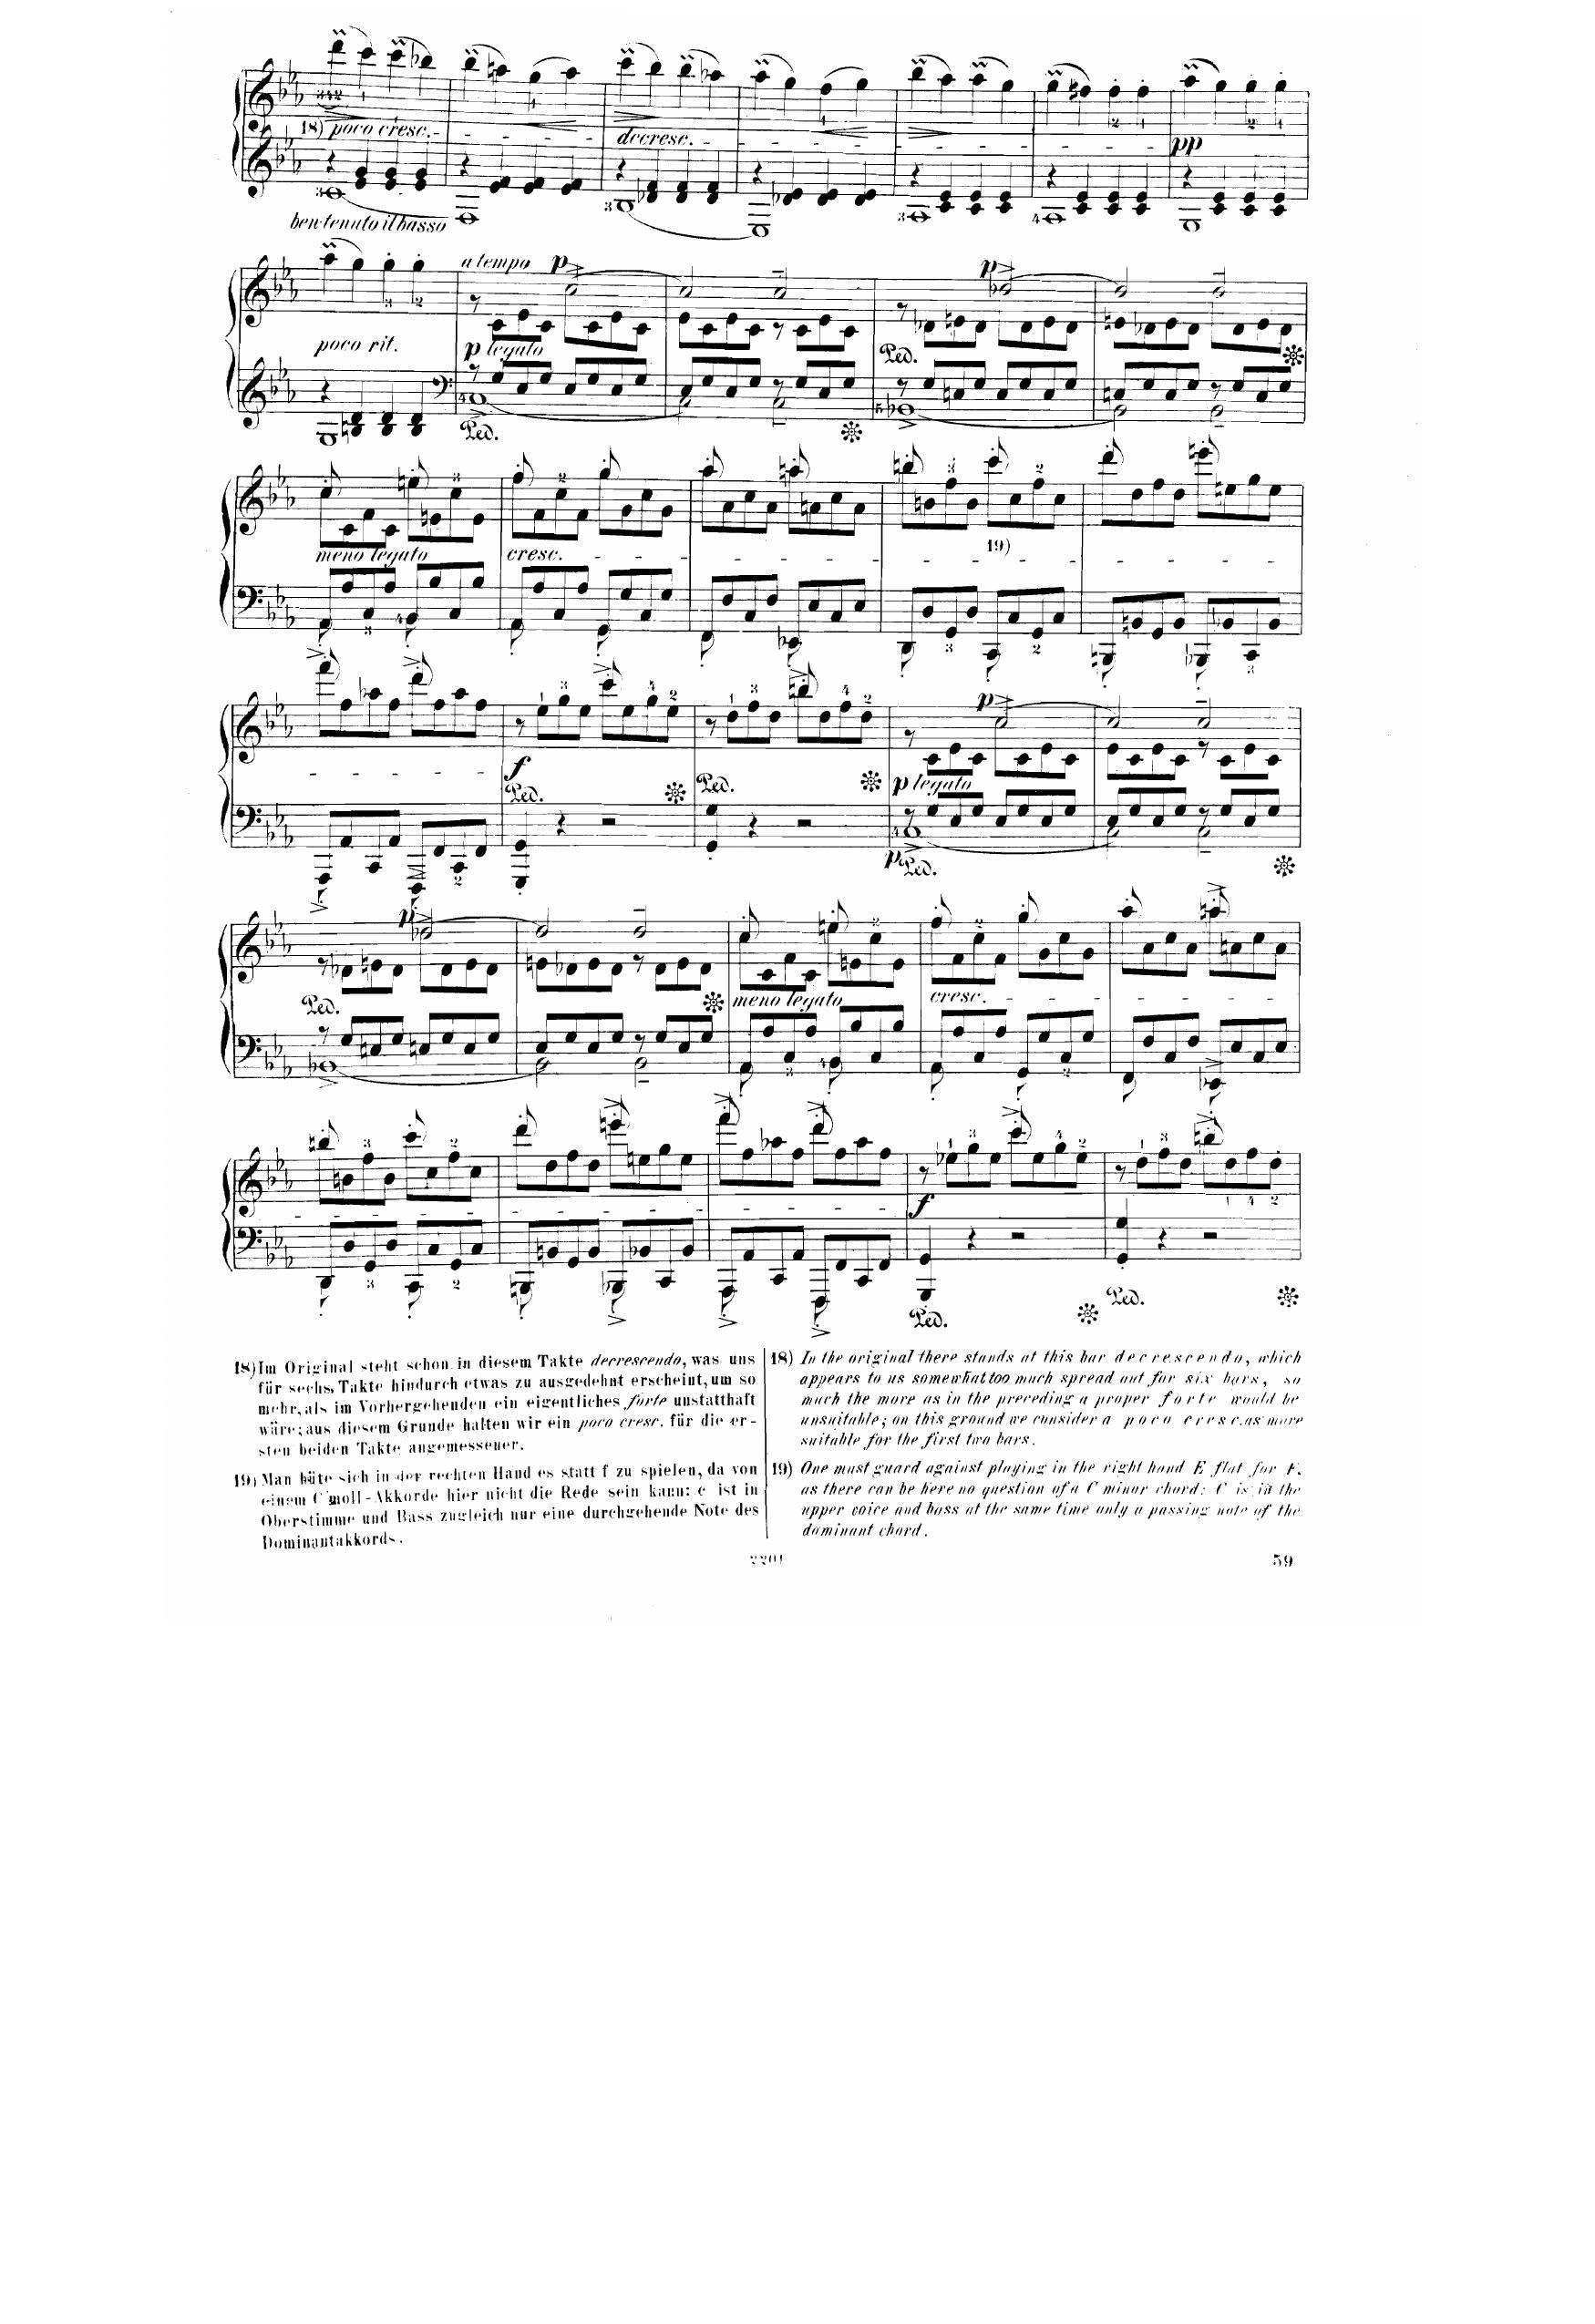 18) poco cresc. decresc. pp
ben tenuto il basso
a tempo p p
poco rit. p legato Ped.
Ped.
meno legato cresc. 19)
p
f Ped. Ped. p legato
p Ped.
p
Ped. meno legato cresc.
f
Ped. Ped.
18) Im Original steht schon in diesem Takte decrescendo, was uns
für sechs Takte hindurch etwas zu ausgedehnt erscheint, um so
mehr, als im Vorhergehenden ein eigentliches forte unstatthaft
wäre; aus diesem Grunde halten wir ein poco cresc. für die er-
sten beiden Takte angemessener.
19) Man hüte sich in der rechten Hand es statt f zu spielen, da von
einem C moll-Akkorde hier nicht die Rede sein kann: c ist in
Oberstimme und Bass zugleich nur eine durchgehende Note des
Dominantakkords.
18) In the original there stands at this bar decrescendo, which
appears to us somewhat too much spread out for six bars, so
much the more as in the preceding a proper forte would be
unsuitable; on this ground we consider a poco cresc. as more
suitable for the first two bars.
19) One must guard against playing in the right hand E flat for F,
as there can be here no question of a C minor chord: C is in the
upper voice and bass at the same time only a passing note of the
dominant chord.
2201
59